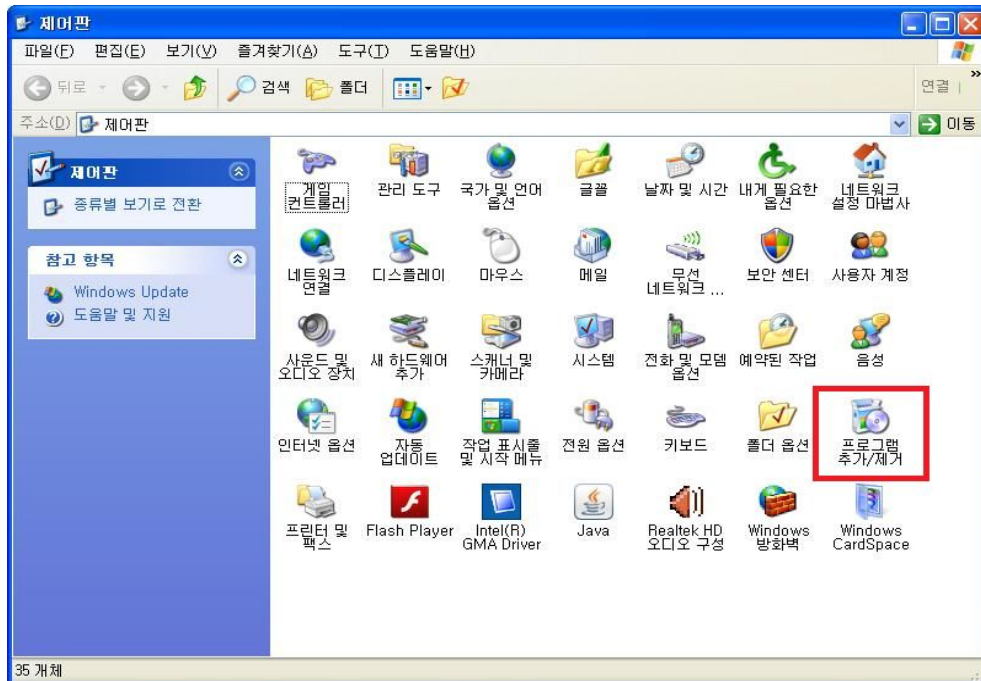 제어판
파일(F) 편집(E) 보기(V) 즐겨찾기(A) 도구(T) 도움말(H)
뒤로 검색 폴더 연결 »
주소(D) 제어판 이동
제어판
종류별 보기로 전환
참고 항목
Windows Update
도움말 및 지원
게임
컨트롤러
관리 도구
국가 및 언어
옵션
글꼴
날짜 및 시간
내게 필요한
옵션
네트워크
설정 마법사
네트워크
연결
디스플레이
마우스
메일
무선
네트워크 ...
보안 센터
사용자 계정
사운드 및
오디오 장치
새 하드웨어
추가
스캐너 및
카메라
시스템
전화 및 모뎀
옵션
예약된 작업
음성
인터넷 옵션
자동
업데이트
작업 표시줄
및 시작 메뉴
전원 옵션
키보드
폴더 옵션
프로그램
추가/제거
프린터 및
팩스
Flash Player
Intel(R)
GMA Driver
Java
Realtek HD
오디오 구성
Windows
방화벽
Windows
CardSpace
35 개체